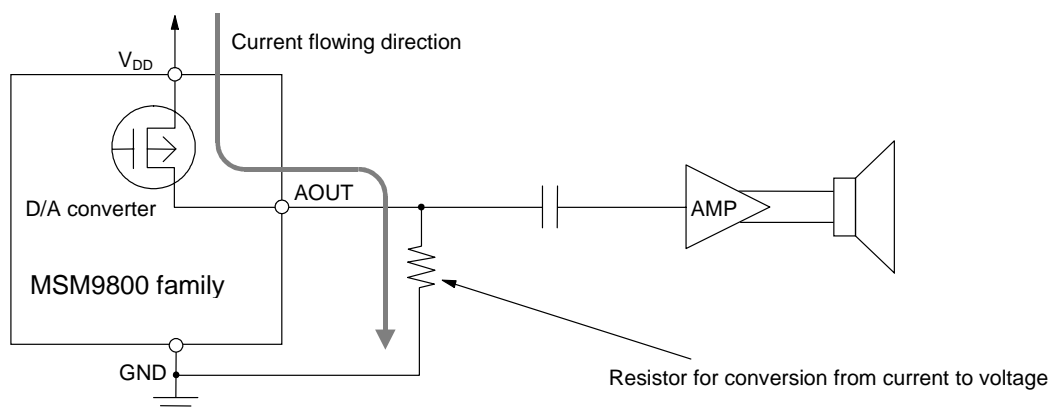 Current flowing direction
VDD
D/A converter
AOUT
AMP
MSM9800 family
GND
Resistor for conversion from current to voltage